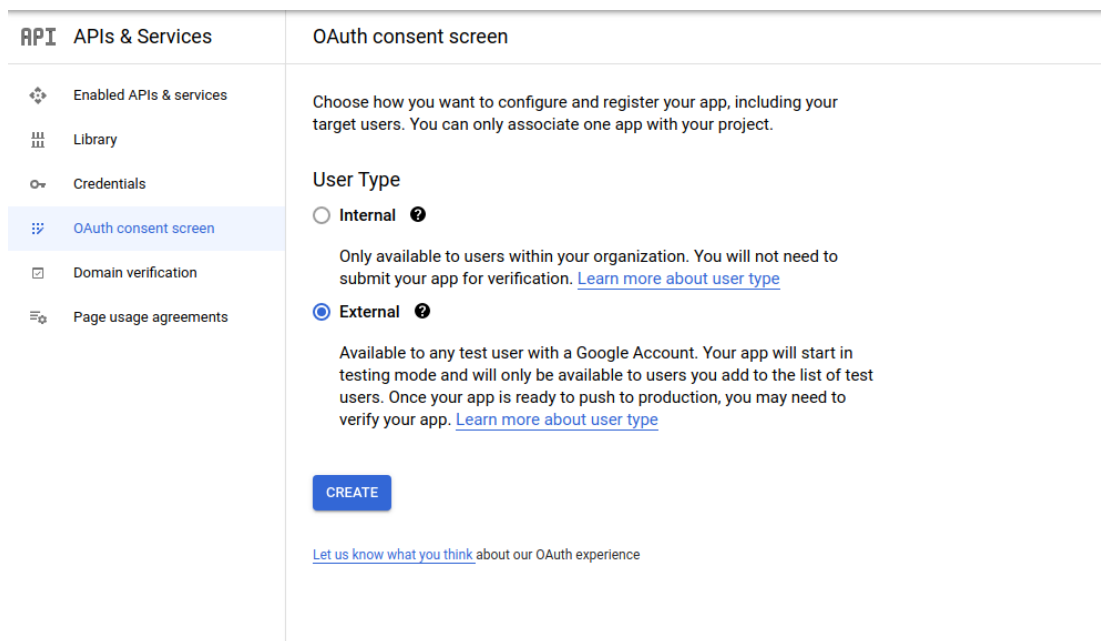 API APIs & Services
OAuth consent screen
Enabled APIs & services
Library
Credentials
OAuth consent screen
Domain verification
Page usage agreements
Choose how you want to configure and register your app, including your
target users. You can only associate one app with your project.
User Type
Internal
Only available to users within your organization. You will not need to
submit your app for verification. Learn more about user type
External
Available to any test user with a Google Account. Your app will start in
testing mode and will only be available to users you add to the list of test
users. Once your app is ready to push to production, you may need to
verify your app. Learn more about user type
CREATE
Let us know what you think about our OAuth experience